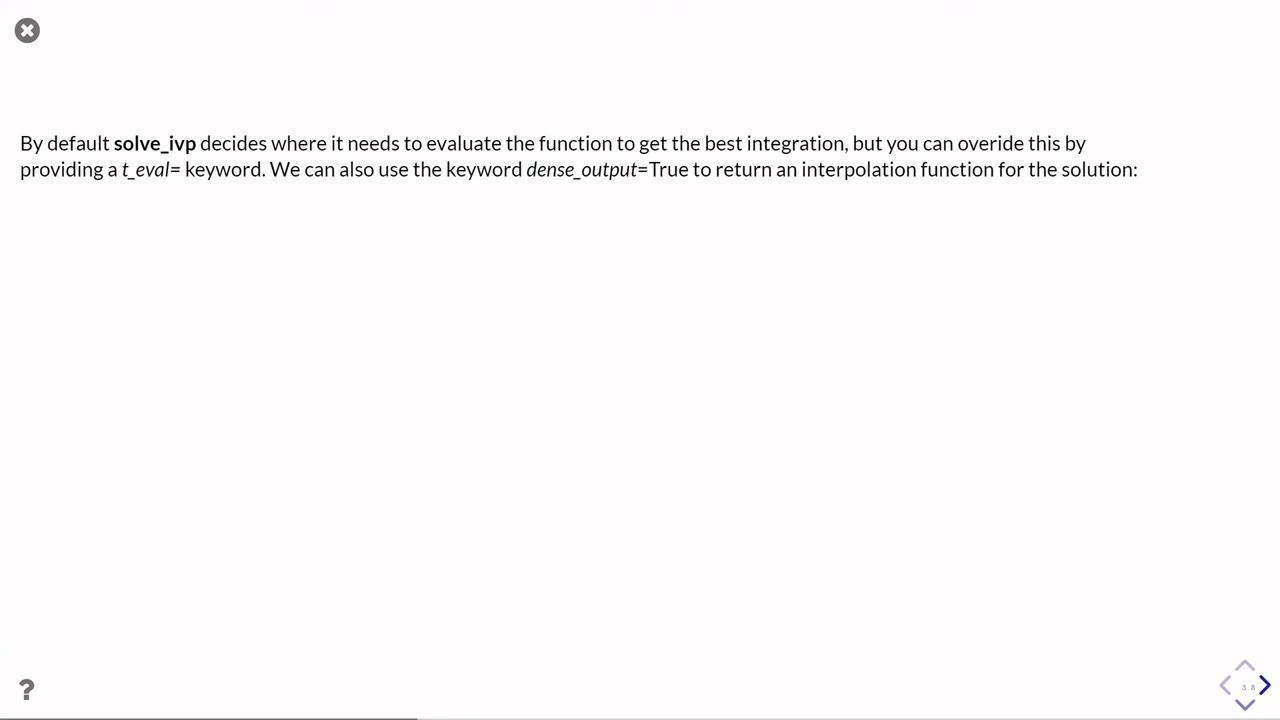 By default solve_ivp decides where it needs to evaluate the function to get the best integration, but you can overide this by
providing a t_eval= keyword. We can also use the keyword dense_output=True to return an interpolation function for the solution:
?
3.8